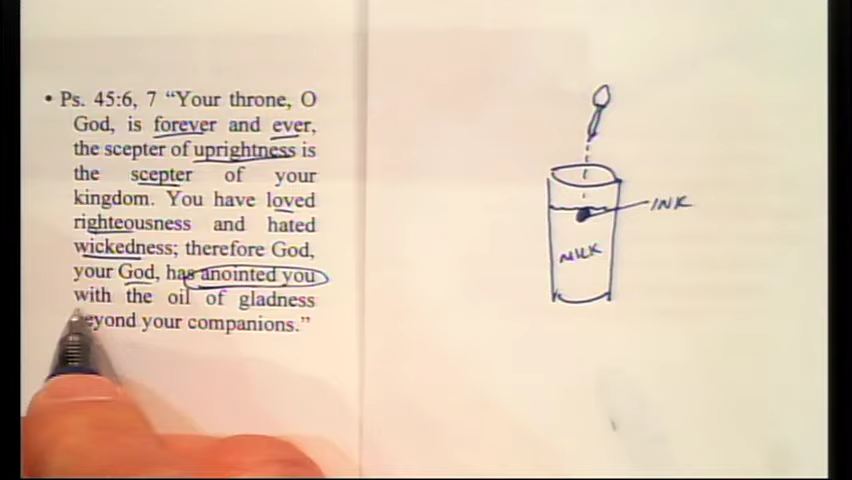 • Ps. 45:6, 7 “Your throne, O
God, is forever and ever,
the scepter of uprightness is
the scepter of your
kingdom. You have loved
righteousness and hated
wickedness; therefore God,
your God, has anointed you
with the oil of gladness
beyond your companions.”
INK
MILK